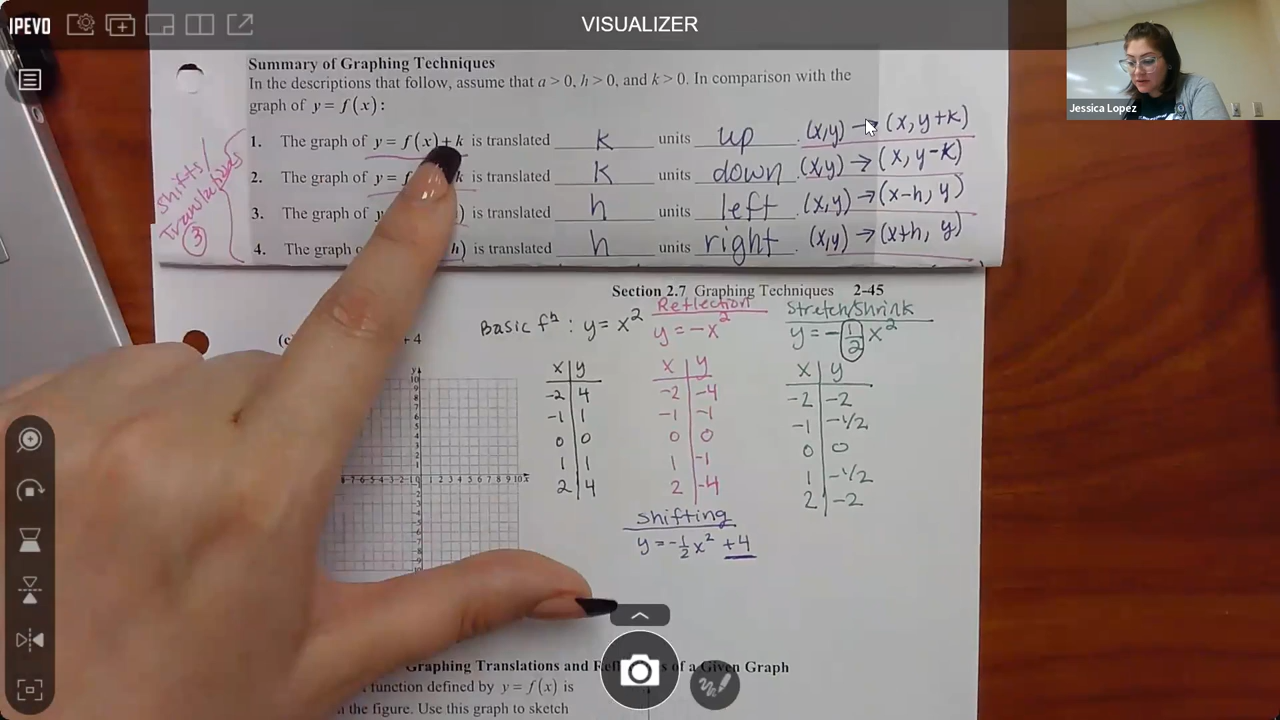 IPEVO
VISUALIZER
Jessica Lopez
Summary of Graphing Techniques
In the descriptions that follow, assume that a > 0, h > 0, and k > 0. In comparison with the
graph of y = f(x):
1. The graph of y = f(x)+k is translated k units up. (x,y) → (x, y+k)
2. The graph of y = f k is translated k units down. (x,y) → (x, y-k)
3. The graph of y ) is translated h units left. (x,y) → (x-h, y)
4. The graph o h) is translated h units right. (x,y) → (x+h, y)
Shifts/
Translations
3
Section 2.7 Graphing Techniques 2-45
(c + 4
Basic fⁿ: y = x²
x y
-2 4
-1 1
0 0
1 1
2 4
Reflection
y = -x²
x y
-2 -4
-1 -1
0 0
1 -1
2 -4
Stretch/Shrink
y = -1/2 x²
x y
-2 -2
-1 -1/2
0 0
1 -1/2
2 -2
Shifting
y = -1/2 x² +4
Graphing Translations and Refl s of a Given Graph
function defined by y = f(x) is
n the figure. Use this graph to sketch